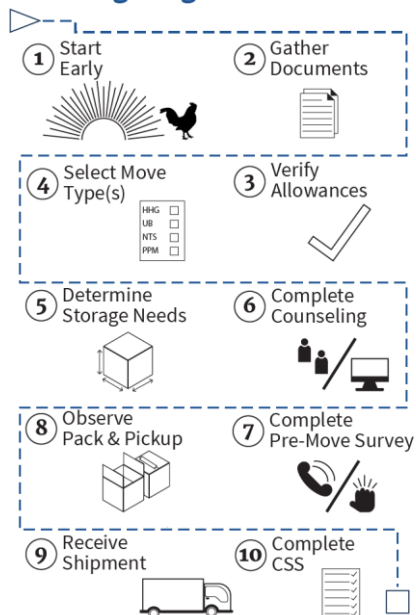 1 Start
Early
2 Gather
Documents
3 Verify
Allowances
4 Select Move
Type(s)
HHG
UB
NTS
PPM
5 Determine
Storage Needs
6 Complete
Counseling
7 Complete
Pre-Move Survey
8 Observe
Pack & Pickup
9 Receive
Shipment
10 Complete
CSS